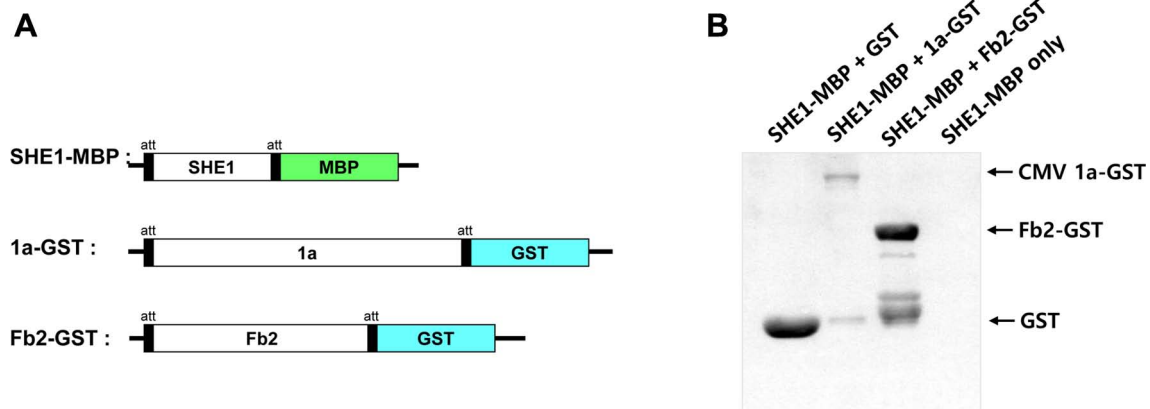 A
SHE1-MBP :
att
att
SHE1
MBP
1a-GST :
att
att
1a
GST
Fb2-GST :
att
att
Fb2
GST
B
SHE1-MBP + GST
SHE1-MBP + 1a-GST
SHE1-MBP + Fb2-GST
SHE1-MBP only
CMV 1a-GST
Fb2-GST
GST